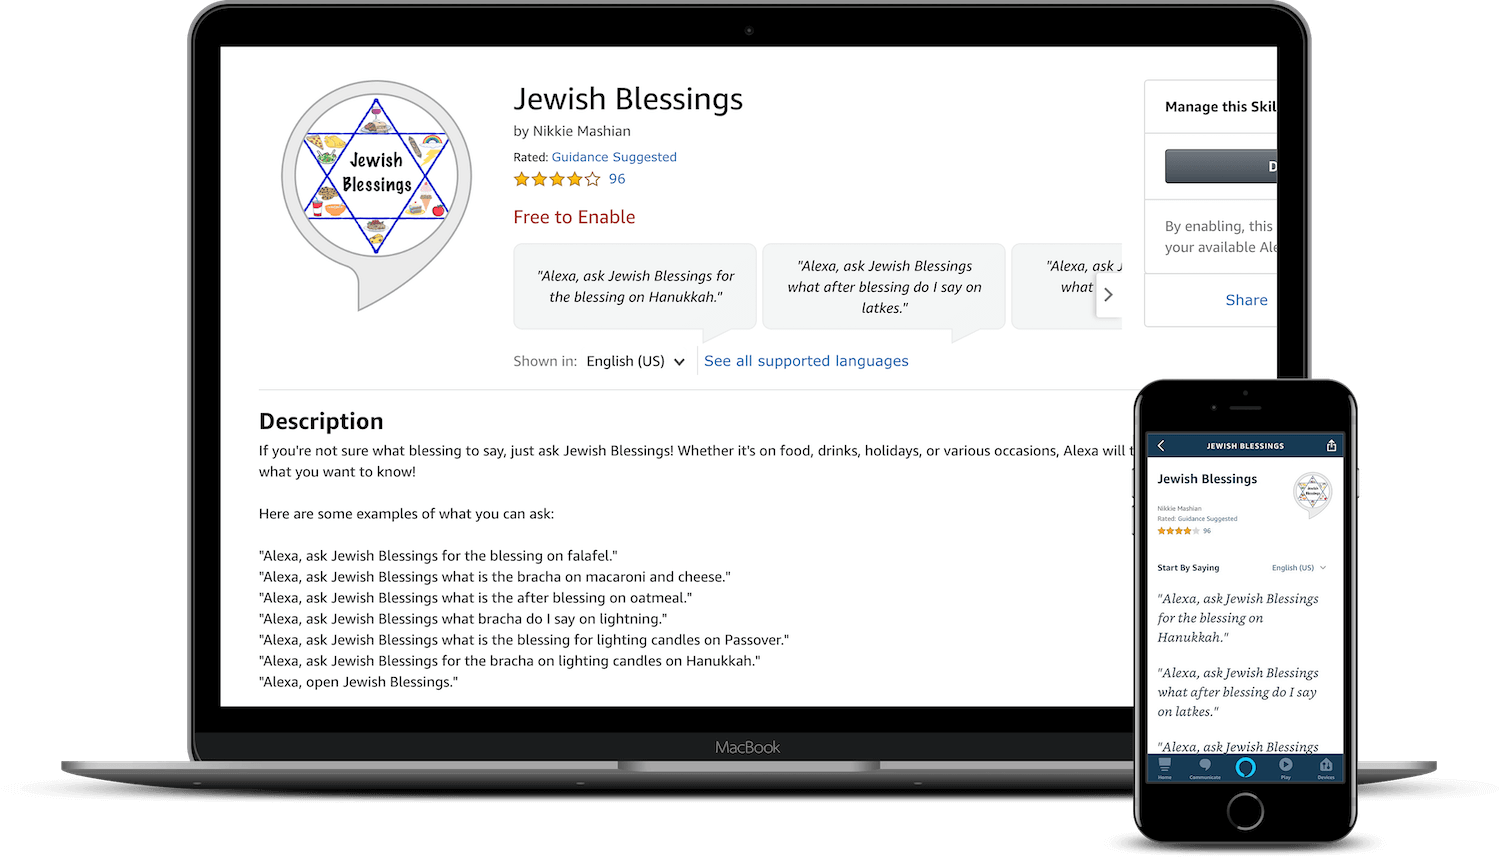 Jewish
Blessings
Jewish Blessings
by Nikkie Mashian
Rated: Guidance Suggested
96
Free to Enable
"Alexa, ask Jewish Blessings for
the blessing on Hanukkah."
"Alexa, ask Jewish Blessings
what after blessing do I say on
latkes."
"Alexa, ask
what
Shown in: English (US)
See all supported languages
Manage this
D
By enabling, this
your available
Share
Description
If you're not sure what blessing to say, just ask Jewish Blessings! Whether it's on food, drinks, holidays, or various occasions, Alexa will
what you want to know!
Here are some examples of what you can ask:
"Alexa, ask Jewish Blessings for the blessing on falafel."
"Alexa, ask Jewish Blessings what is the bracha on macaroni and cheese."
"Alexa, ask Jewish Blessings what is the after blessing on oatmeal."
"Alexa, ask Jewish Blessings what bracha do I say on lightning."
"Alexa, ask Jewish Blessings what is the blessing for lighting candles on Passover."
"Alexa, ask Jewish Blessings for the bracha on lighting candles on Hanukkah."
"Alexa, open Jewish Blessings."
MacBook
JEWISH BLESSINGS
Jewish Blessings
Jewish
Blessings
Nikkie Mashian
Rated: Guidance Suggested
96
Start By Saying
English (US)
"Alexa, ask Jewish Blessings
for the blessing on
Hanukkah."
"Alexa, ask Jewish Blessings
what after blessing do I say
on latkes."
"Alexa, ask Jewish Blessings
Home
Communicate
Play
Devices